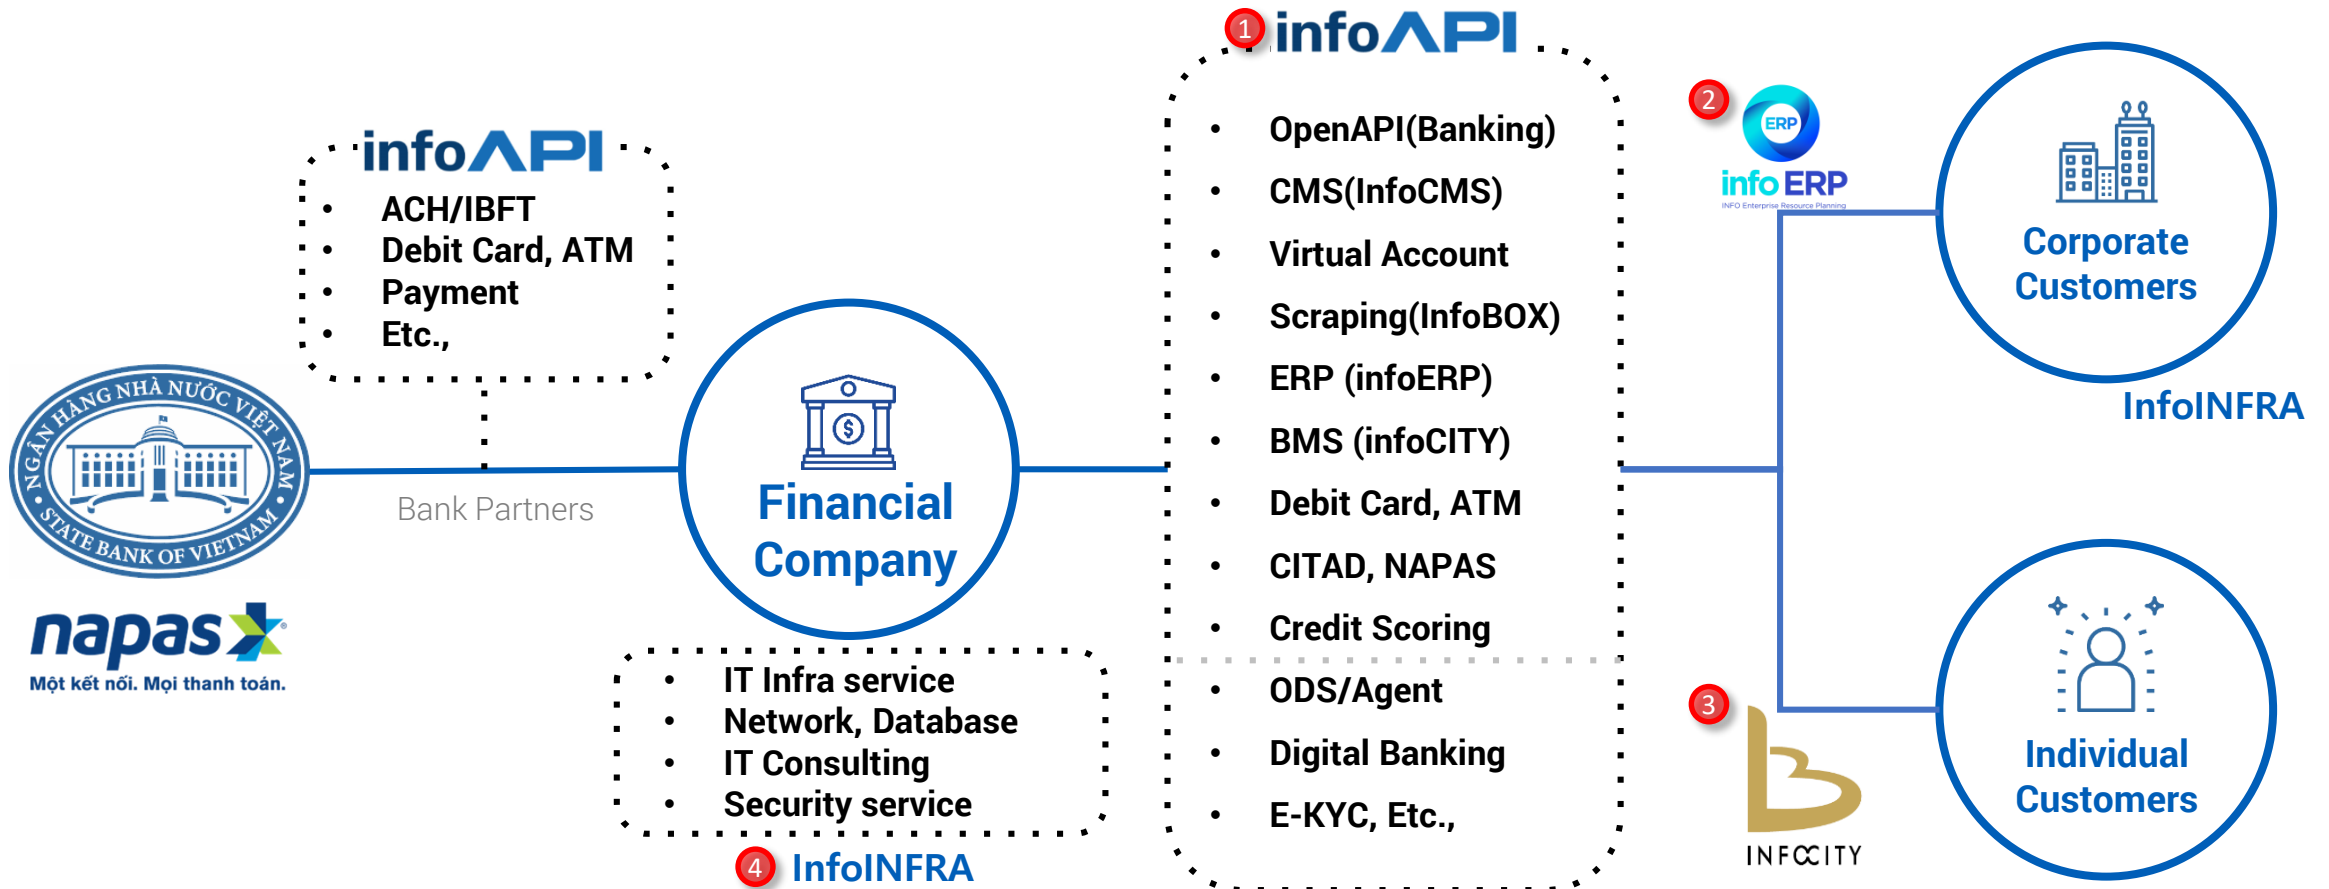 infoAPI
• ACH/IBFT
• Debit Card, ATM
• Payment
• Etc.,
NGÂN HÀNG NHÀ NƯỚC VIỆT NAM
STATE BANK OF VIETNAM
napas
®
Một kết nối. Mọi thanh toán.
Bank Partners
$
Financial
Company
• IT Infra service
• Network, Database
• IT Consulting
• Security service
4 InfoINFRA
1 infoAPI
• OpenAPI(Banking)
• CMS(InfoCMS)
• Virtual Account
• Scraping(InfoBOX)
• ERP (infoERP)
• BMS (infoCITY)
• Debit Card, ATM
• CITAD, NAPAS
• Credit Scoring
• ODS/Agent
• Digital Banking
• E-KYC, Etc.,
2
ERP
info ERP
INFO Enterprise Resource Planning
Corporate
Customers
InfoINFRA
3
INFOCITY
Individual
Customers